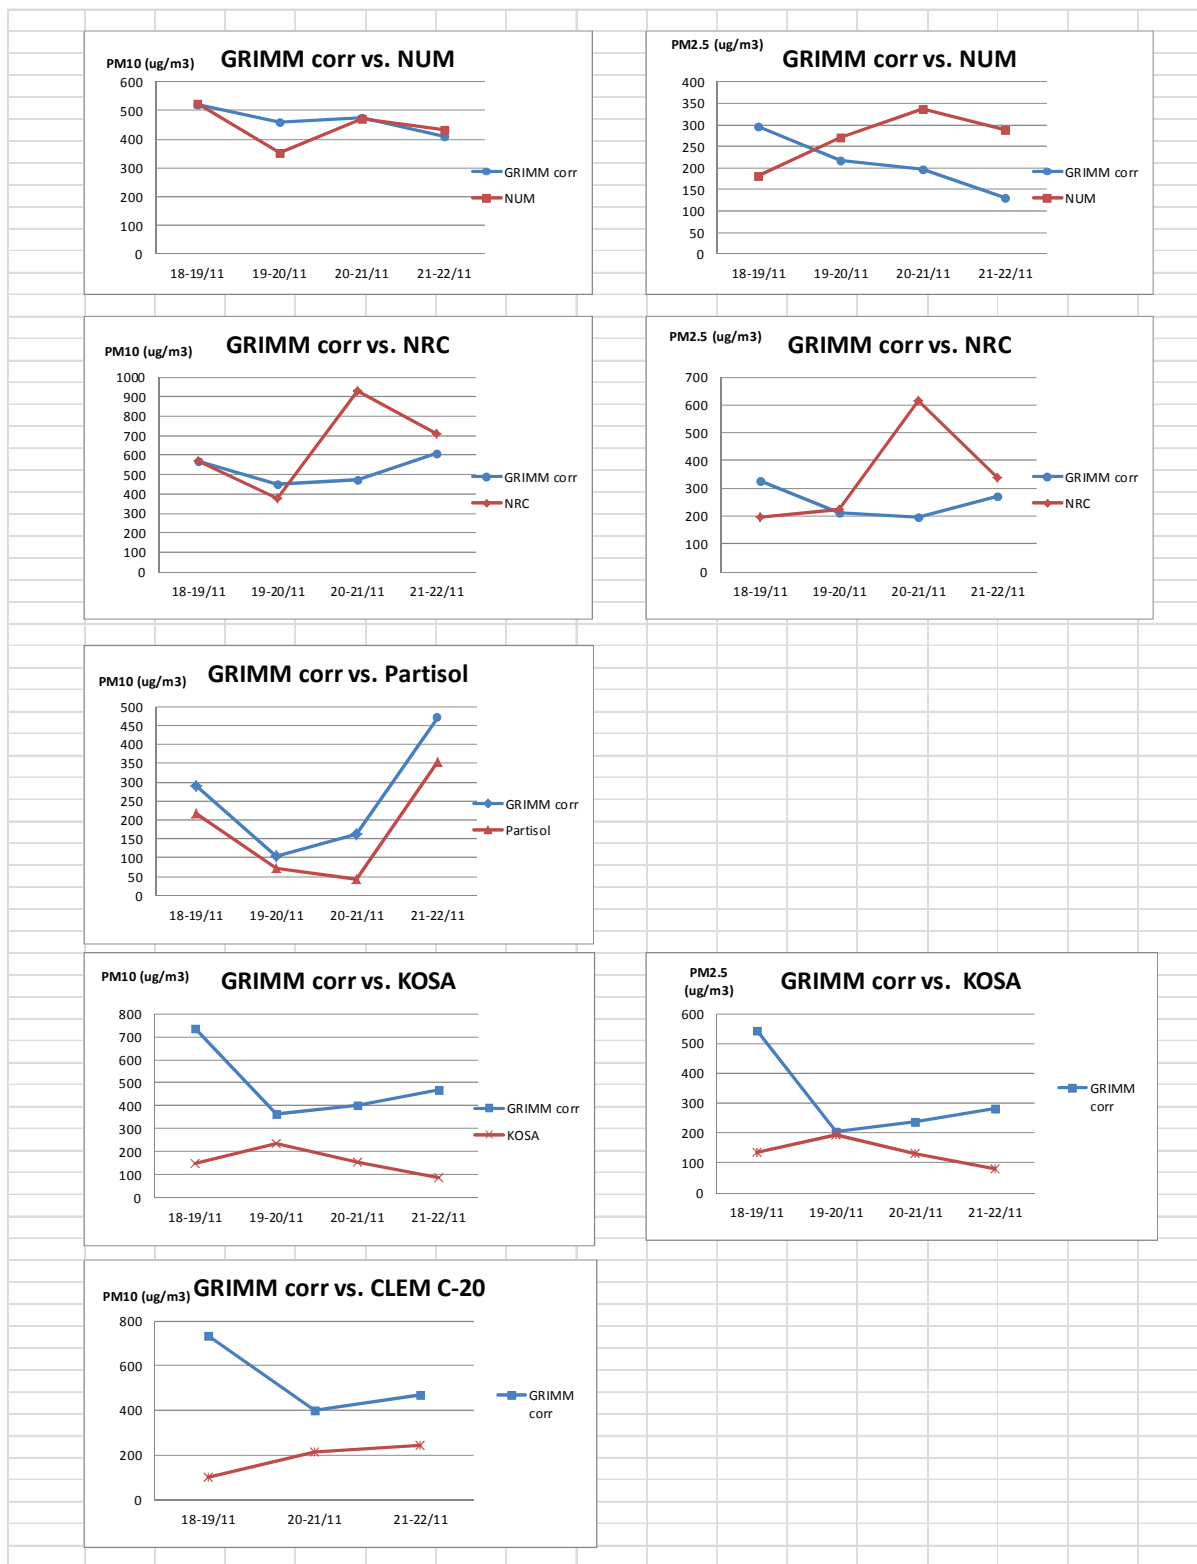 PM10 (ug/m3) GRIMM corr vs. NUM
600
500
400
300
200
100
0
18-19/11 19-20/11 20-21/11 21-22/11
GRIMM corr
NUM
PM2.5 (ug/m3)
GRIMM corr vs. NUM
400
350
300
250
200
150
100
50
0
18-19/11 19-20/11 20-21/11 21-22/11
GRIMM corr
NUM
PM10 (ug/m3) GRIMM corr vs. NRC
1000
900
800
700
600
500
400
300
200
100
0
18-19/11 19-20/11 20-21/11 21-22/11
GRIMM corr
NRC
PM2.5 (ug/m3)
GRIMM corr vs. NRC
700
600
500
400
300
200
100
0
18-19/11 19-20/11 20-21/11 21-22/11
GRIMM corr
NRC
PM10 (ug/m3) GRIMM corr vs. Partisol
500
450
400
350
300
250
200
150
100
50
0
18-19/11 19-20/11 20-21/11 21-22/11
GRIMM corr
Partisol
PM10 (ug/m3) GRIMM corr vs. KOSA
800
700
600
500
400
300
200
100
0
18-19/11 19-20/11 20-21/11 21-22/11
GRIMM corr
KOSA
PM2.5
(ug/m3)
GRIMM corr vs. KOSA
600
500
400
300
200
100
0
18-19/11 19-20/11 20-21/11 21-22/11
GRIMM
corr
PM10 (ug/m3) GRIMM corr vs. CLEM C-20
800
600
400
200
0
18-19/11 20-21/11 21-22/11
GRIMM
corr